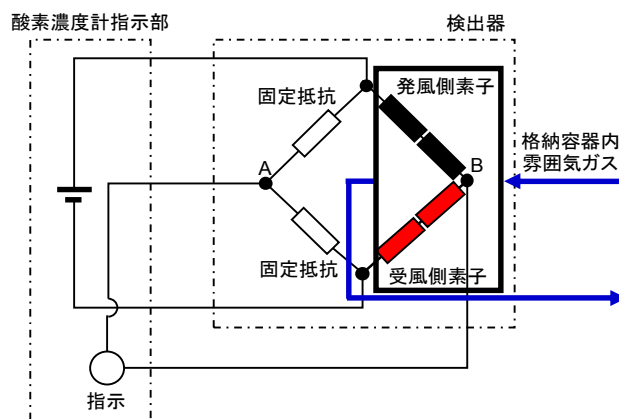 酸素濃度計指示部
検出器
固定抵抗
発風側素子
格納容器内
雰囲気ガス
A
B
固定抵抗
受風側素子
指示